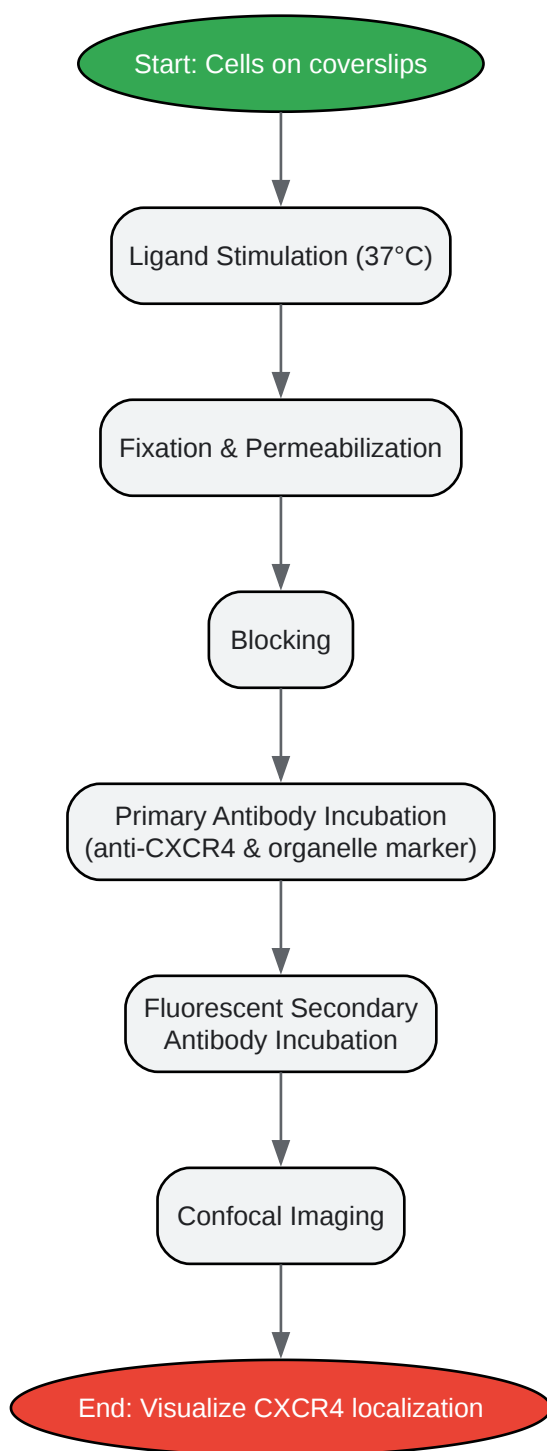 Start: Cells on coverslips
Ligand Stimulation (37°C)
Fixation & Permeabilization
Blocking
Primary Antibody Incubation
(anti-CXCR4 & organelle marker)
Fluorescent Secondary
Antibody Incubation
Confocal Imaging
End: Visualize CXCR4 localization